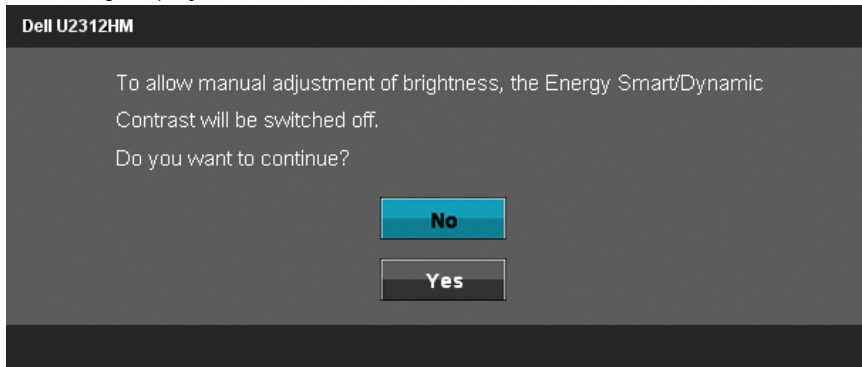 Dell U2312HM
To allow manual adjustment of brightness, the Energy Smart/Dynamic
Contrast will be switched off.
Do you want to continue?
No
Yes